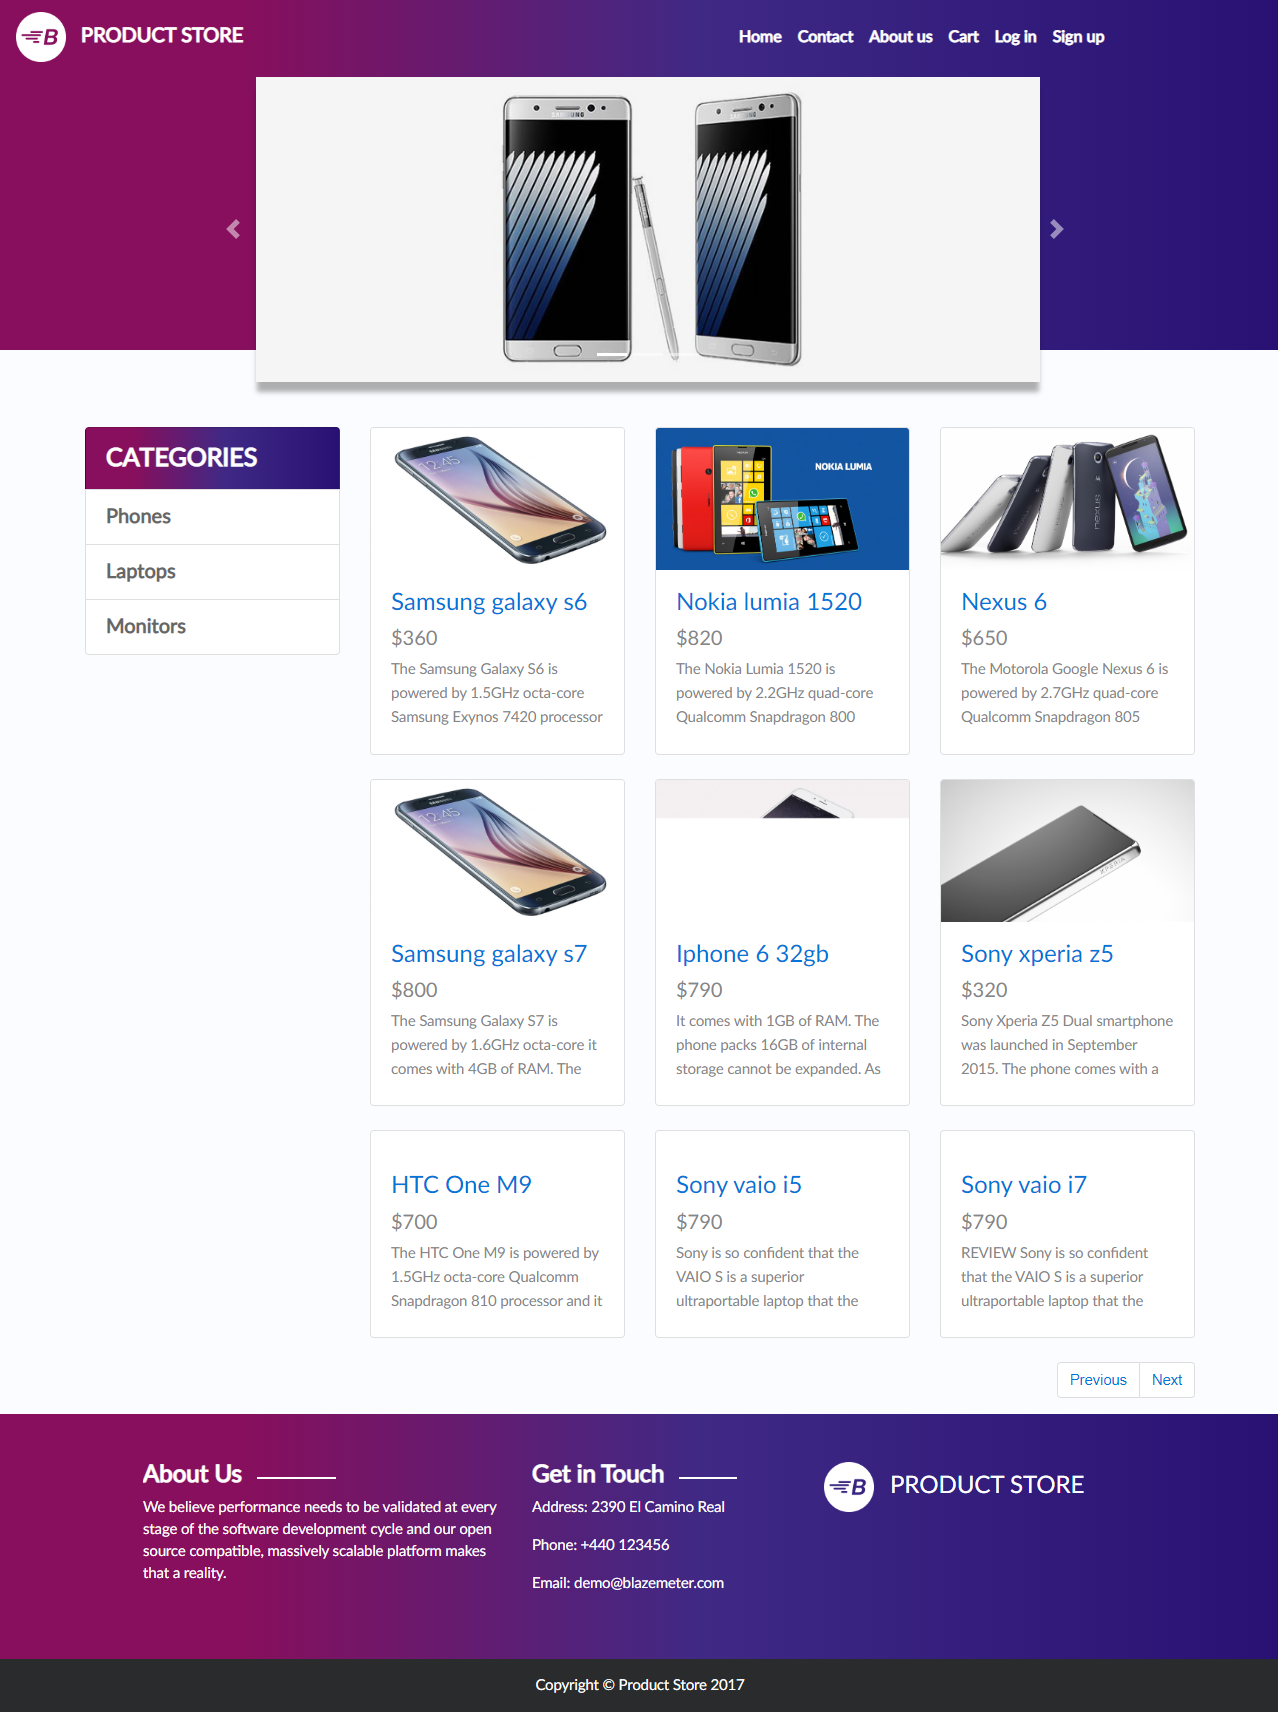 B PRODUCT STORE
Home Contact About us Cart Log in Sign up
SAMSUNG
SAMSUNG
CATEGORIES
Phones
Laptops
Monitors
12:45
Samsung galaxy s6
$360
The Samsung Galaxy S6 is
powered by 1.5GHz octa-core
Samsung Exynos 7420 processor
NOKIA LUMIA
Nokia lumia 1520
$820
The Nokia Lumia 1520 is
powered by 2.2GHz quad-core
Qualcomm Snapdragon 800
nexus
Nexus 6
$650
The Motorola Google Nexus 6 is
powered by 2.7GHz quad-core
Qualcomm Snapdragon 805
12:45
Samsung galaxy s7
$800
The Samsung Galaxy S7 is
powered by 1.6GHz octa-core it
comes with 4GB of RAM. The
Iphone 6 32gb
$790
It comes with 1GB of RAM. The
phone packs 16GB of internal
storage cannot be expanded. As
XPERIA
Sony xperia z5
$320
Sony Xperia Z5 Dual smartphone
was launched in September
2015. The phone comes with a
HTC One M9
$700
The HTC One M9 is powered by
1.5GHz octa-core Qualcomm
Snapdragon 810 processor and it
Sony vaio i5
$790
Sony is so confident that the
VAIO S is a superior
ultraportable laptop that the
Sony vaio i7
$790
REVIEW Sony is so confident
that the VAIO S is a superior
ultraportable laptop that the
Previous Next
About Us
We believe performance needs to be validated at every
stage of the software development cycle and our open
source compatible, massively scalable platform makes
that a reality.
Get in Touch
Address: 2390 El Camino Real
Phone: +440 123456
Email: demo@blazemeter.com
B PRODUCT STORE
Copyright © Product Store 2017